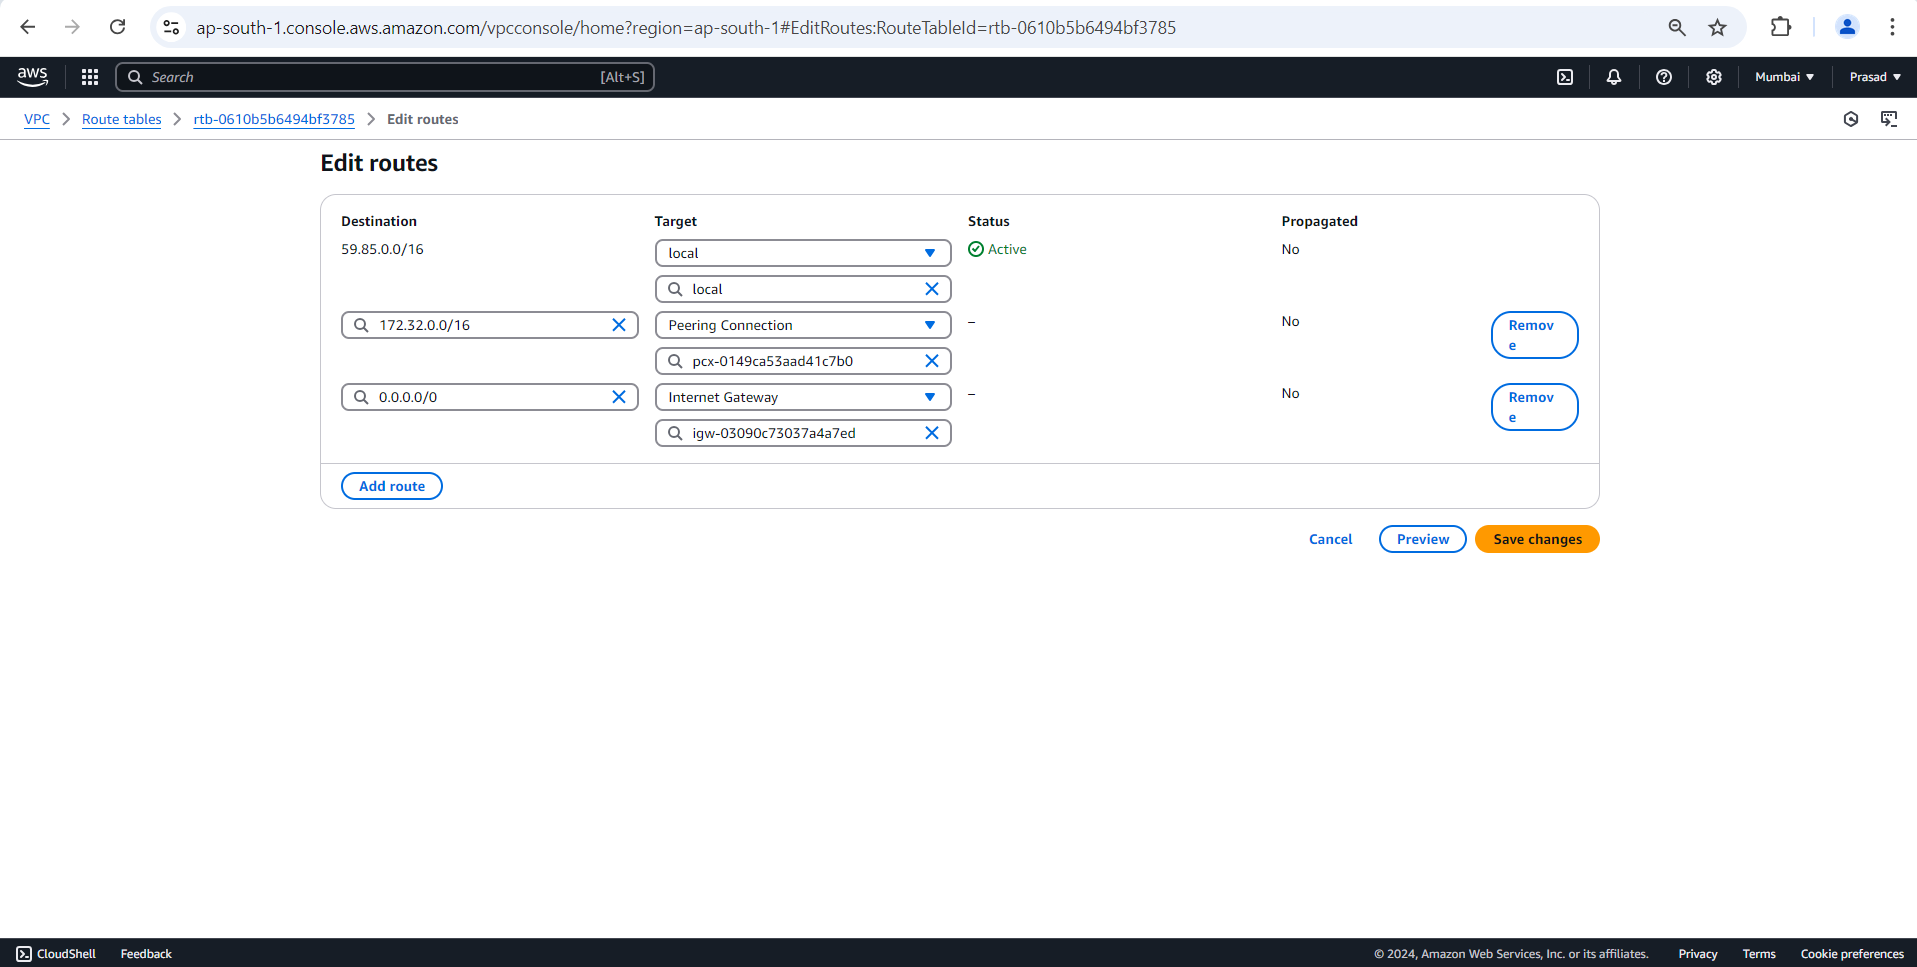 ap-south-1.console.aws.amazon.com/vpcconsole/home?region=ap-south-1#EditRoutes:RouteTableId=rtb-0610b5b6494bf3785
aws Search [Alt+S] Mumbai Prasad
VPC Route tables rtb-0610b5b6494bf3785 Edit routes
Edit routes
Destination Target Status Propagated
59.85.0.0/16 local Active No
local
172.32.0.0/16 Peering Connection – No Remov
e
pcx-0149ca53aad41c7b0
0.0.0.0/0 Internet Gateway – No Remov
e
igw-03090c73037a4a7ed
Add route
Cancel Preview Save changes
CloudShell Feedback © 2024, Amazon Web Services, Inc. or its affiliates. Privacy Terms Cookie preferences